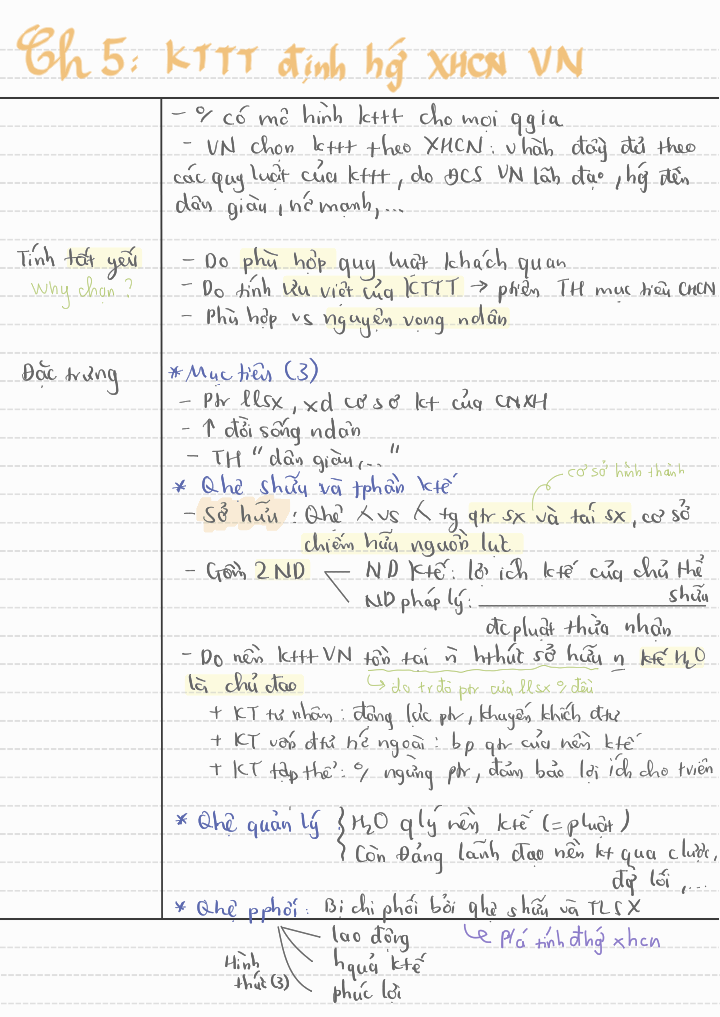 Ch 5: KTTT định hg' XHCN VN
- % có mô hình kttt cho mọi qgia
- VN chọn kttt theo XHCN: vhành đầy đủ theo
các quy luật của kttt, do ĐCS VN lãnh đạo, hg' đến
dân giàu, nc' mạnh,...
Tính tất yếu
- Do phù hợp quy luật khách quan
why chọn?
- Do tính ưu việt của KTTT → ptiện TH mục tiêu CNCN
- Phù hợp vs nguyện vọng ndân
Đặc trưng
* Mục tiêu (3)
- Ptr llsx, xd cơ sở kt của CNXH
- ↑ đời sống ndân
- TH "dân giàu,..."
cơ sở hình thành
* Qhệ shữu và tphần ktế
- Sở hữu: Qhệ ⅄ vs ⅄ tg qtr sx và tái sx, cơ sở
chiếm hữu nguồn lực
- Gồm 2 ND
ND ktế: lợi ích ktế của chủ thể
shữu
ND pháp lý:
đc pluật thừa nhận
- Do nền kttt VN tồn tại ñ hthức sở hữu n ktế H₂O
là chủ đạo
↳ do trđộ ptr của llsx % đều
+ KT tư nhân: động lực ptr, khuyến khích đtư
+ KT vốn đtư nc' ngoài: bp qtr của nền ktế
+ KT tập thể: % ngừng ptr, đảm bảo lợi ích cho tviên
* Qhệ quản lý
H₂O qlý nền ktế (= pluật)
Còn Đảng lãnh đạo nền kt qua clược,
đg' lối,...
* Qhệ pphối: Bị chi phối bởi qhệ shữu và TLSX
↳ Pá tính đhg' xhcn
Hình
thức (3)
lao động
hquả ktế
phúc lợi